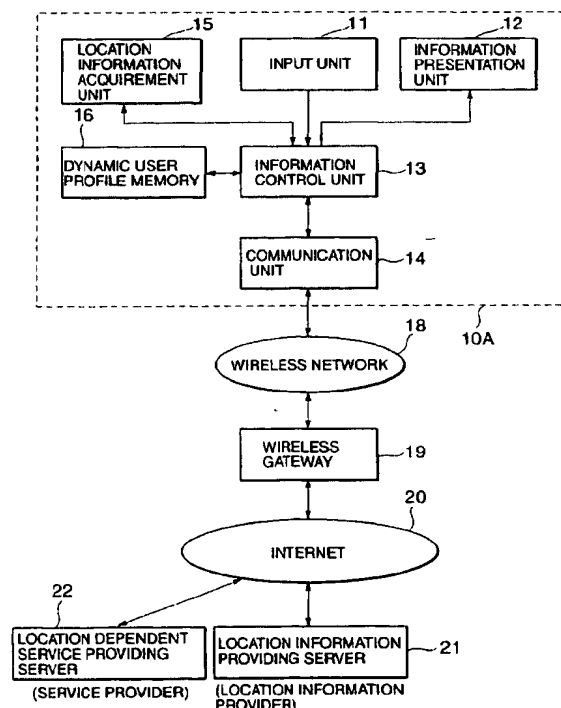 15
11
12
LOCATION
INFORMATION
ACQUIREMENT
UNIT
INPUT UNIT
INFORMATION
PRESENTATION
UNIT
16
DYNAMIC USER
PROFILE MEMORY
INFORMATION
CONTROL UNIT
13
COMMUNICATION
UNIT
14
10A
18
WIRELESS NETWORK
WIRELESS
GATEWAY
19
20
INTERNET
22
LOCATION DEPENDENT
SERVICE PROVIDING
SERVER
(SERVICE PROVIDER)
LOCATION INFORMATION
PROVIDING SERVER
21
(LOCATION INFORMATION
PROVIDER)